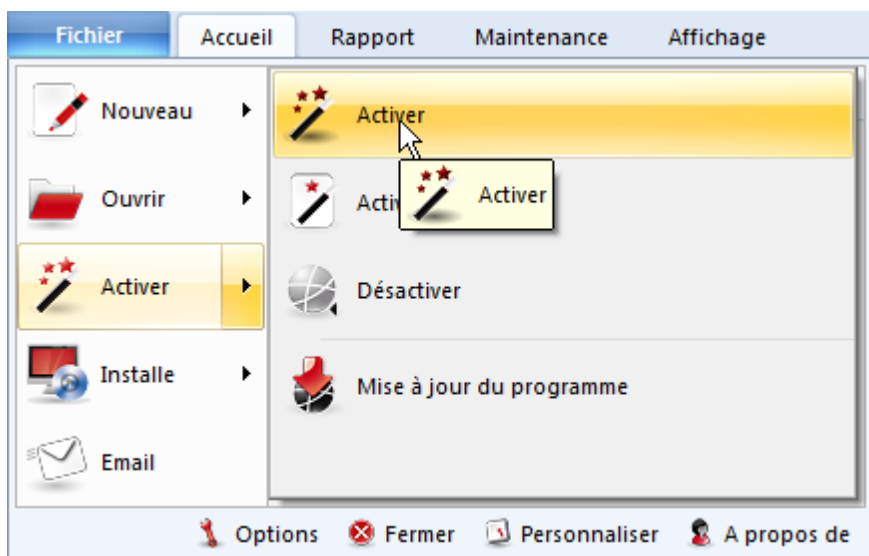 Fichier Accueil Rapport Maintenance Affichage
Nouveau
Ouvrir
Activer
Installe
Email
Activer
Activer
Désactiver
Mise à jour du programme
Options Fermer Personnaliser A propos de